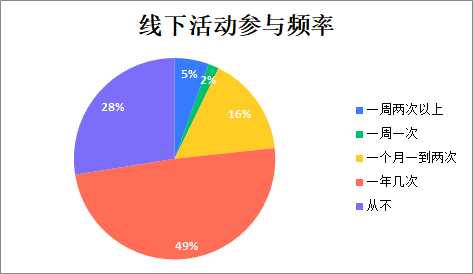 线下活动参与频率
5%
2%
16%
49%
28%
一周两次以上
一周一次
一个月一到两次
一年几次
从不